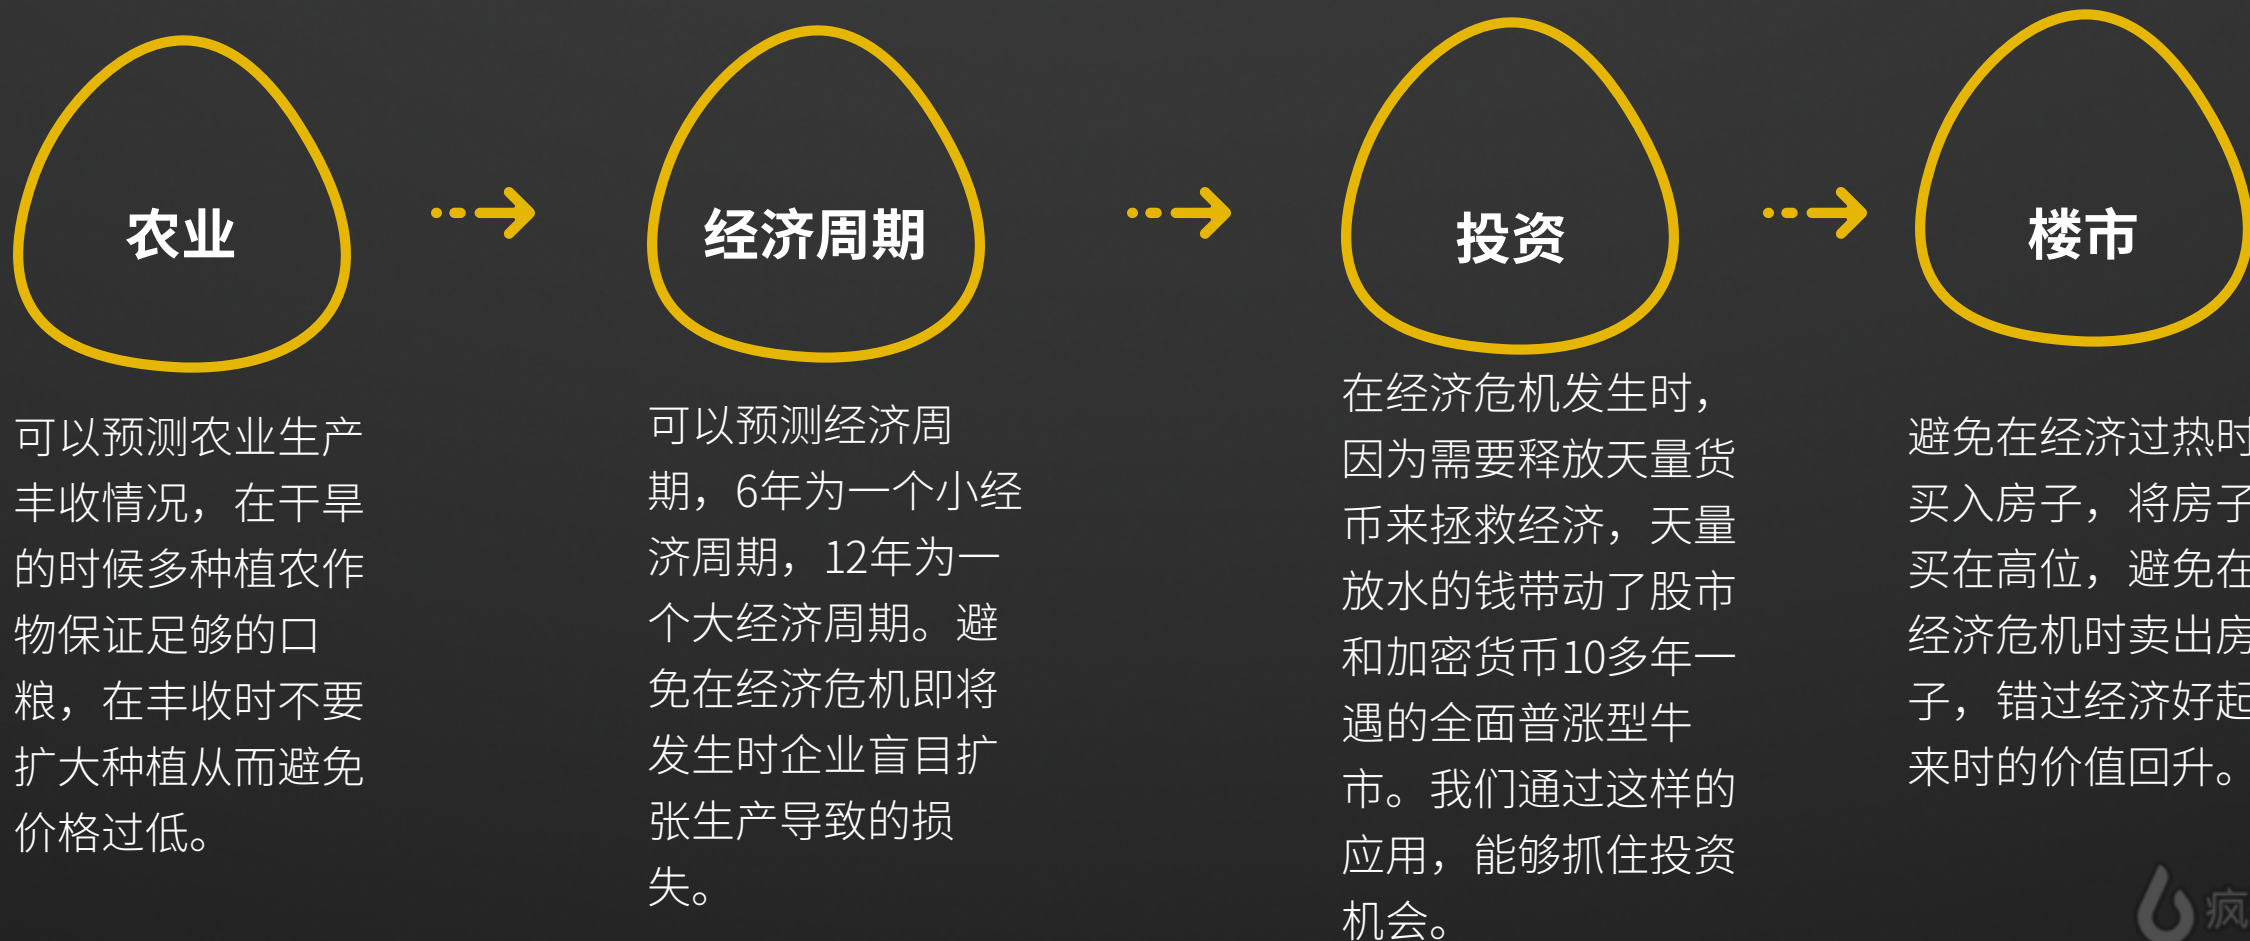 农业
经济周期
投资
楼市
可以预测农业生产
丰收情况，在干旱
的时候多种植农作
物保证足够的口
粮，在丰收时不要
扩大种植从而避免
价格过低。
可以预测经济周
期，6年为一个小经
济周期，12年为一
个大经济周期。避
免在经济危机即将
发生时企业盲目扩
张生产导致的损
失。
在经济危机发生时，
因为需要释放天量货
币来拯救经济，天量
放水的钱带动了股市
和加密货币10多年一
遇的全面普涨型牛
市。我们通过这样的
应用，能够抓住投资
机会。
避免在经济过热时
买入房子，将房子
买在高位，避免在
经济危机时卖出房
子，错过经济好起
来时的价值回升。
疯